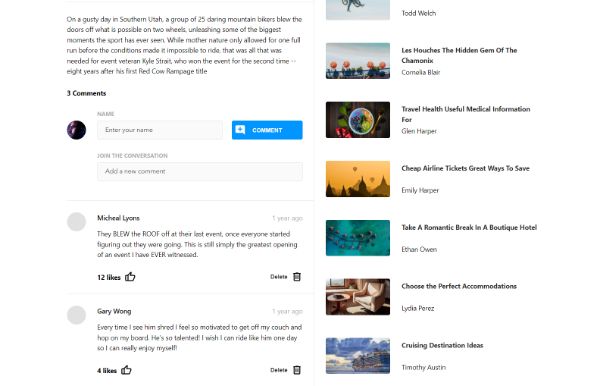 On a gusty day in Southern Utah, a group of 25 daring mountain bikers blew the
doors off what is possible on two wheels, unleashing some of the biggest
moments the sport has ever seen. While mother nature only allowed for one full
run before the conditions made it impossible to ride, that was all that was
needed for event veteran Kyle Strait, who won the event for the second time --
eight years after his first Red Cow Rampage title
3 Comments
NAME
Enter your name
COMMENT
JOIN THE CONVERSATION
Add a new comment
Micheal Lyons
1 year ago
They BLEW the ROOF off at their last event, once everyone started
figuring out they were going. This is still simply the greatest opening
of an event I have EVER witnessed.
12 likes
Delete
Gary Wong
1 year ago
Every time I see him shred I feel so motivated to get off my couch and
hop on my board. He's so talented! I wish I can ride like him one day
so I can really enjoy myself!
4 likes
Delete
Todd Welch
Les Houches The Hidden Gem Of The
Chamonix
Cornelia Blair
Travel Health Useful Medical Information
For
Glen Harper
Cheap Airline Tickets Great Ways To Save
Emily Harper
Take A Romantic Break In A Boutique Hotel
Ethan Owen
Choose the Perfect Accommodations
Lydia Perez
Cruising Destination Ideas
Timothy Austin